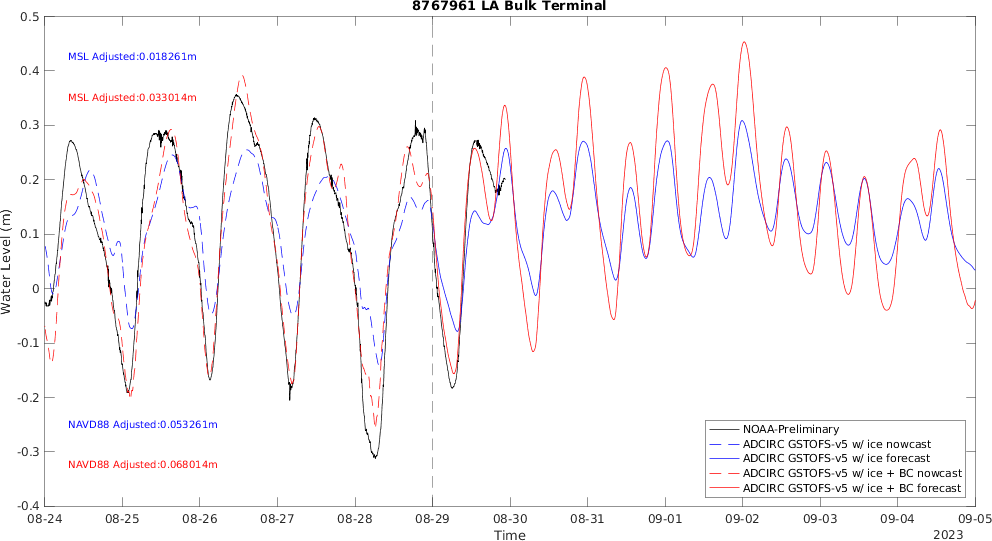 8767961 LA Bulk Terminal
0.5
0.4
0.3
0.2
0.1
0
-0.1
-0.2
-0.3
-0.4
Water Level (m)
MSL Adjusted:0.018261m
MSL Adjusted:0.033014m
NAVD88 Adjusted:0.053261m
NAVD88 Adjusted:0.068014m
NOAA-Preliminary
ADCIRC GSTOFS-v5 w/ ice nowcast
ADCIRC GSTOFS-v5 w/ ice forecast
ADCIRC GSTOFS-v5 w/ ice + BC nowcast
ADCIRC GSTOFS-v5 w/ ice + BC forecast
08-24 08-25 08-26 08-27 08-28 08-29 08-30 08-31 09-01 09-02 09-03 09-04 09-05
Time
2023